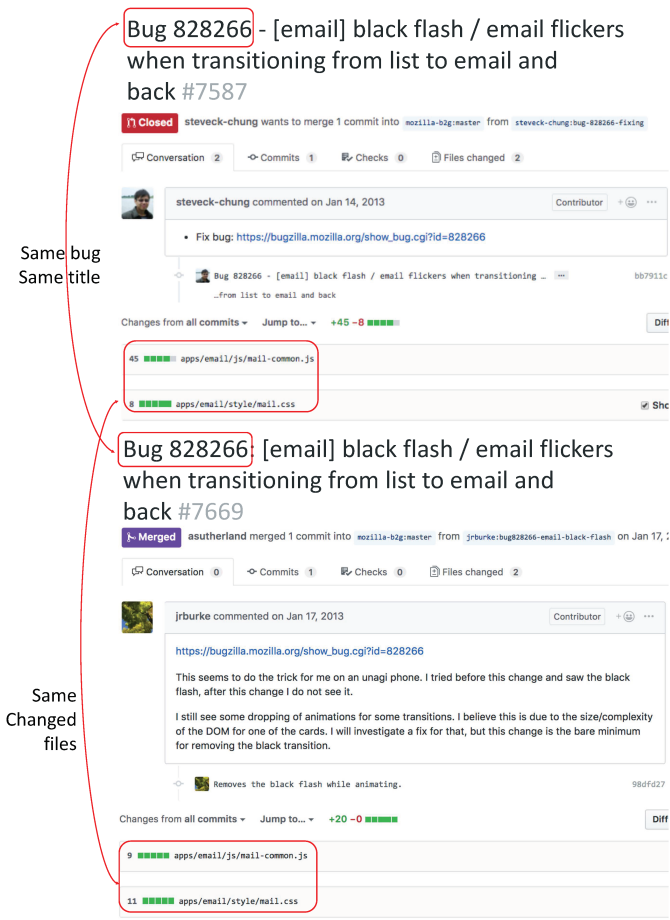 Bug 828266 - [email] black flash / email flickers
when transitioning from list to email and
back #7587
Closed steveck-chung wants to merge 1 commit into mozilla-b2g:master from steveck-chung:bug-828266-fixing
Conversation 2 Commits 1 Checks 0 Files changed 2
steveck-chung commented on Jan 14, 2013 Contributor
• Fix bug: https://bugzilla.mozilla.org/show_bug.cgi?id=828266
Same bug
Same title
Bug 828266 - [email] black flash / email flickers when transitioning … bb7911c
…from list to email and back
Changes from all commits Jump to... +45 −8 Diff
45 apps/email/js/mail-common.js
8 apps/email/style/mail.css Sho
Bug 828266: [email] black flash / email flickers
when transitioning from list to email and
back #7669
Merged asutherland merged 1 commit into mozilla-b2g:master from jrburke:bug828266-email-black-flash on Jan 17, 2
Conversation 0 Commits 1 Checks 0 Files changed 2
jrburke commented on Jan 17, 2013 Contributor
https://bugzilla.mozilla.org/show_bug.cgi?id=828266
This seems to do the trick for me on an unagi phone. I tried before this change and saw the black
flash, after this change I do not see it.
Same
Changed
files
I still see some dropping of animations for some transitions. I believe this is due to the size/complexity
of the DOM for one of the cards. I will investigate a fix for that, but this change is the bare minimum
for removing the black transition.
Removes the black flash while animating. 98dfd27
Changes from all commits Jump to... +20 −0 Diff
9 apps/email/js/mail-common.js
11 apps/email/style/mail.css